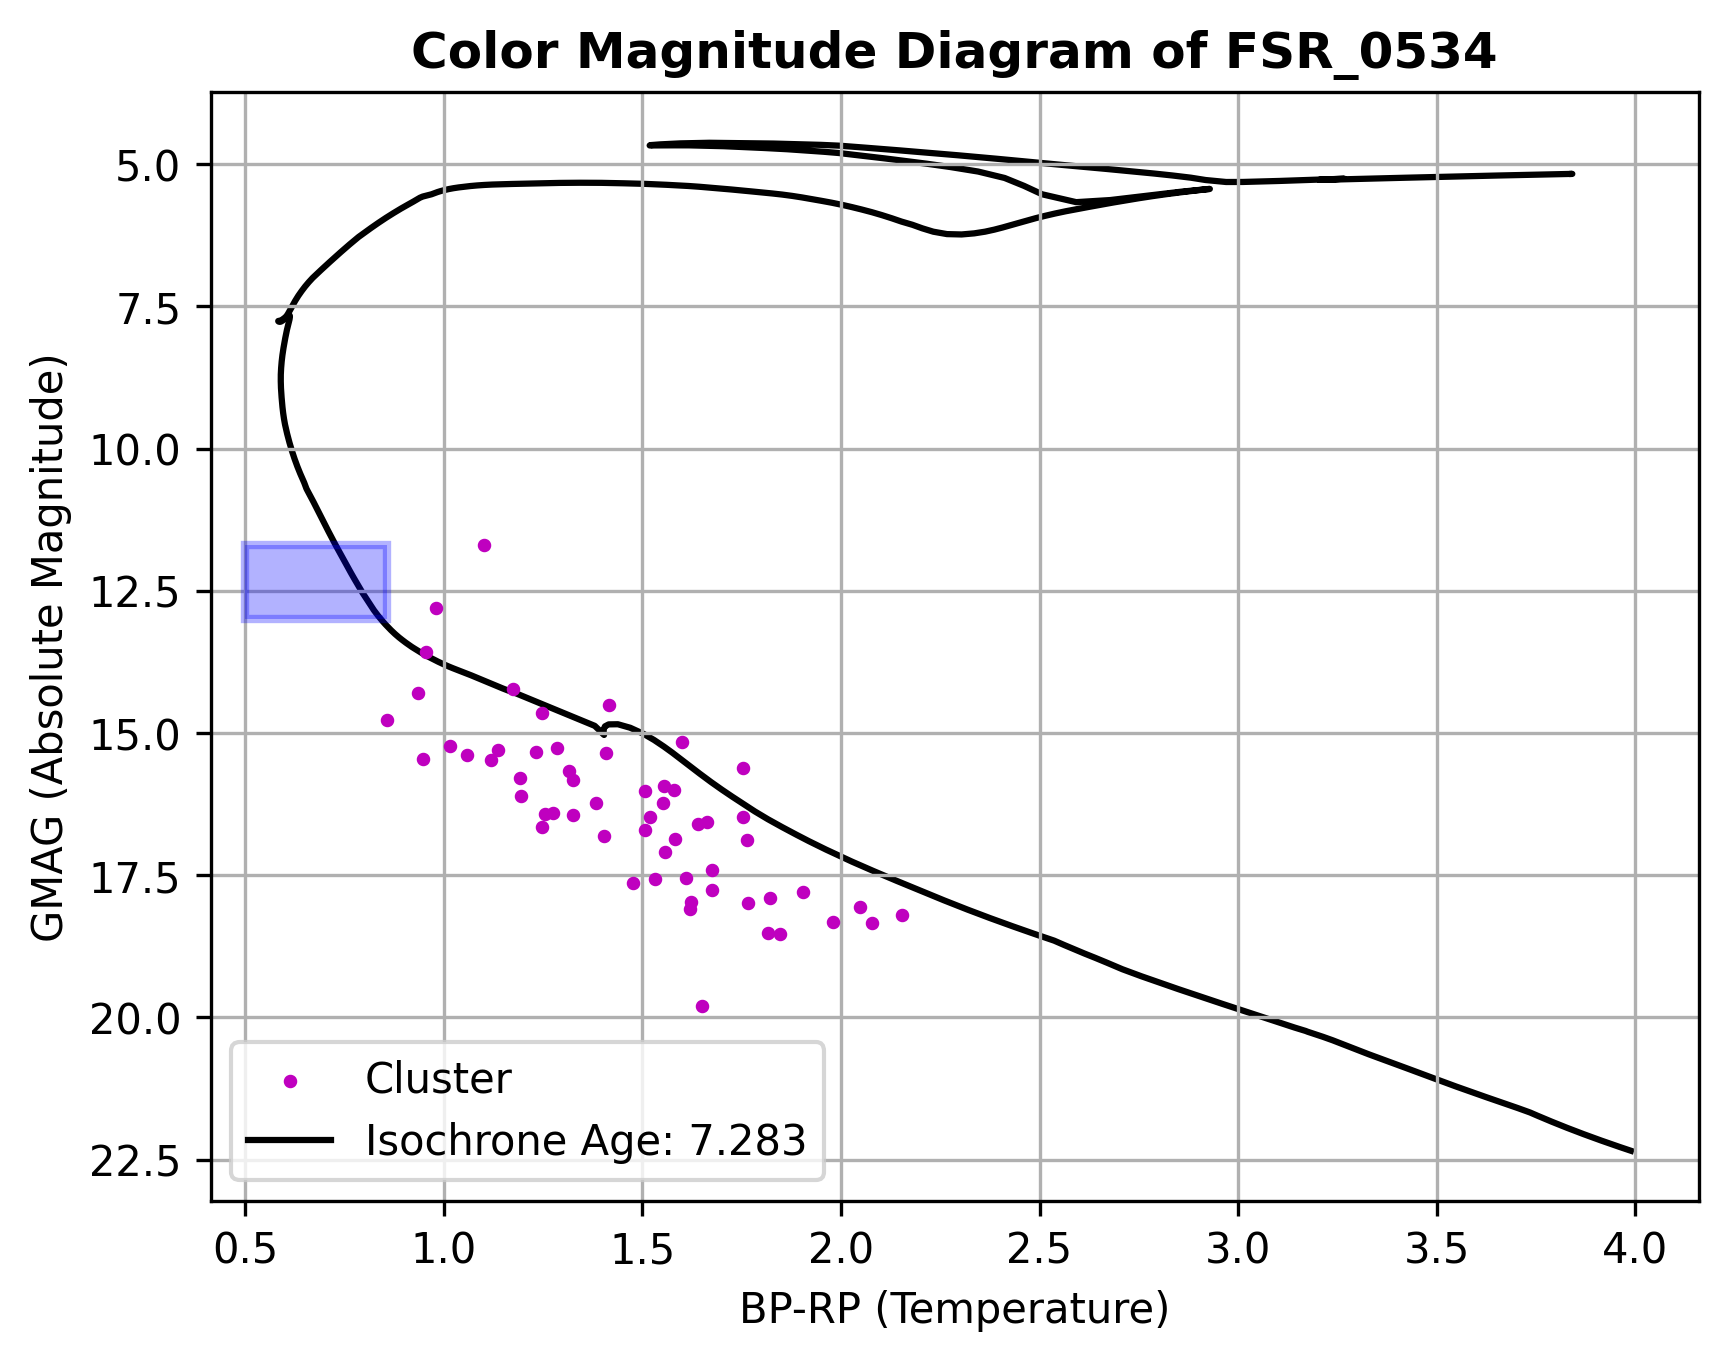 Color Magnitude Diagram of FSR_0534
GMAG (Absolute Magnitude)
5.0
7.5
10.0
12.5
15.0
17.5
20.0
22.5
Cluster
Isochrone Age: 7.283
0.5 1.0 1.5 2.0 2.5 3.0 3.5 4.0
BP-RP (Temperature)